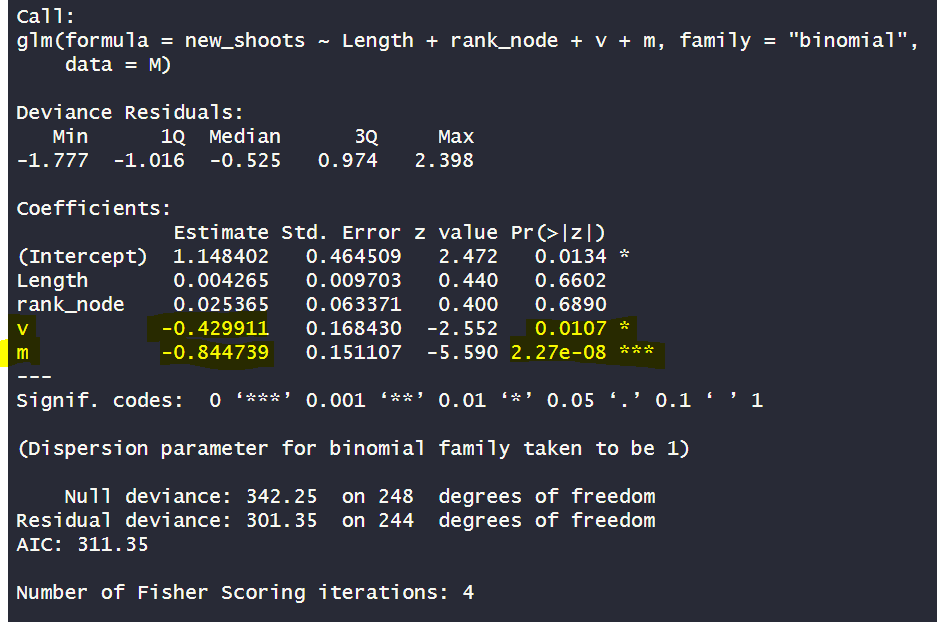 Call:
glm(formula = new_shoots ~ Length + rank_node + v + m, family = "binomial",
    data = M)
Deviance Residuals:
   Min      1Q  Median      3Q     Max
-1.777  -1.016  -0.525   0.974   2.398
Coefficients:
             Estimate Std. Error z value Pr(>|z|)
(Intercept)  1.148402   0.464509   2.472   0.0134 *
Length       0.004265   0.009703   0.440   0.6602
rank_node    0.025365   0.063371   0.400   0.6890
v           -0.429911   0.168430  -2.552   0.0107 *
m           -0.844739   0.151107  -5.590 2.27e-08 ***
---
Signif. codes:  0 ‘***’ 0.001 ‘**’ 0.01 ‘*’ 0.05 ‘.’ 0.1 ‘ ’ 1
(Dispersion parameter for binomial family taken to be 1)
    Null deviance: 342.25  on 248  degrees of freedom
Residual deviance: 301.35  on 244  degrees of freedom
AIC: 311.35
Number of Fisher Scoring iterations: 4